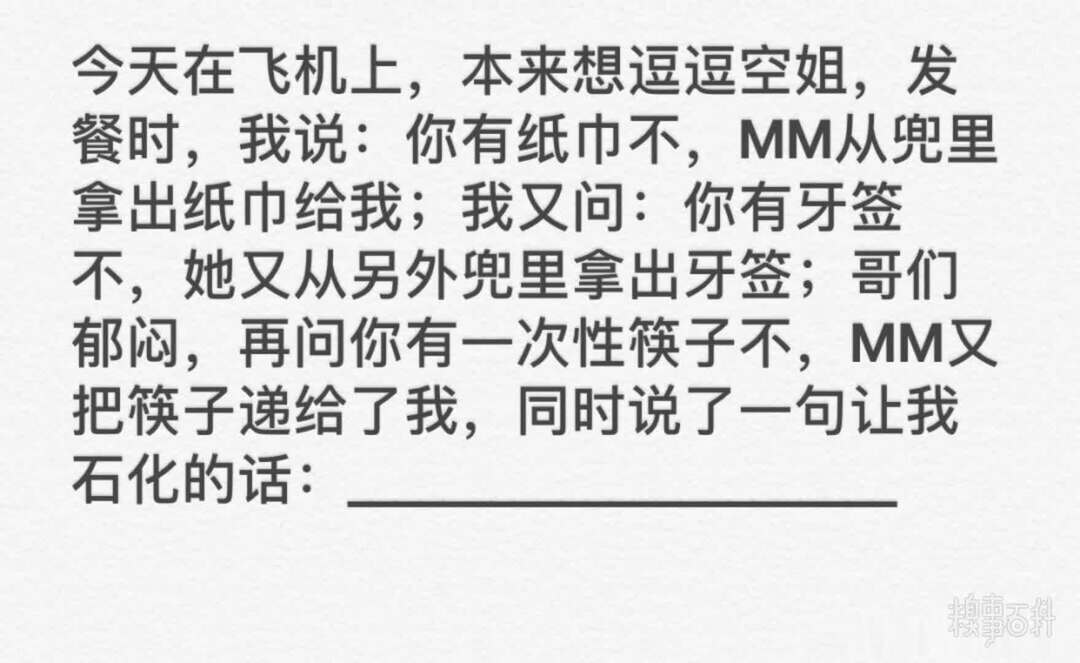 今天在飞机上，本来想逗逗空姐，发
餐时，我说：你有纸巾不，MM从兜里
拿出纸巾给我；我又问：你有牙签
不，她又从另外兜里拿出牙签；哥们
郁闷，再问你有一次性筷子不，MM又
把筷子递给了我，同时说了一句让我
石化的话：____________________
糗事百科